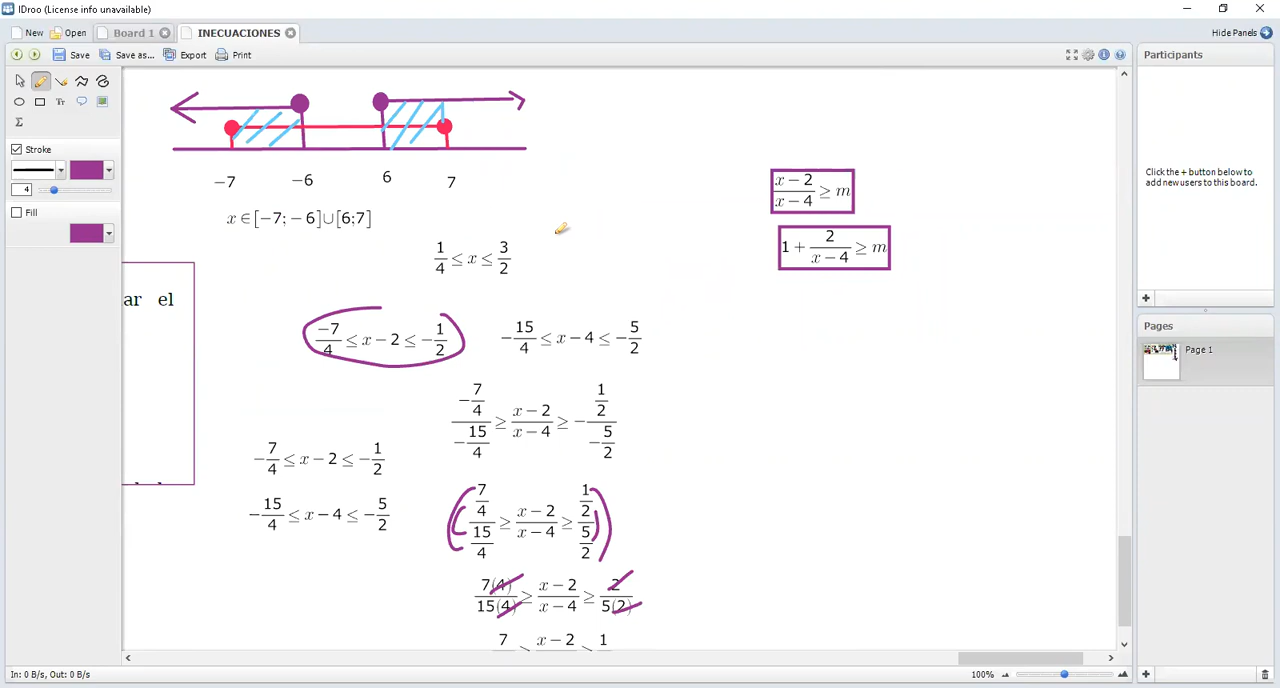 IDroo (License info unavailable)
New Open Board 1 INECUACIONES Hide Panels
Save Save as... Export Print
Participants
Click the + button below to
add new users to this board.
Stroke
4
Fill
−7 −6 6 7
x ∈ [−7; −6] ∪ [6;7]
1/4 ≤ x ≤ 3/2
(x−2)/(x−4) ≥ m
1 + 2/(x−4) ≥ m
ar el
−7/4 ≤ x−2 ≤ −1/2
−15/4 ≤ x−4 ≤ −5/2
(−7/4)/(−15/4) ≥ (x−2)/(x−4) ≥ −(1/2)/(−5/2)
−7/4 ≤ x−2 ≤ −1/2
−15/4 ≤ x−4 ≤ −5/2
(7/4)/(15/4) ≥ (x−2)/(x−4) ≥ (1/2)/(5/2)
7(4)/15(4) ≥ (x−2)/(x−4) ≥ 2/5(2)
7 x−2 1
Pages
Page 1
In: 0 B/s, Out: 0 B/s
100%